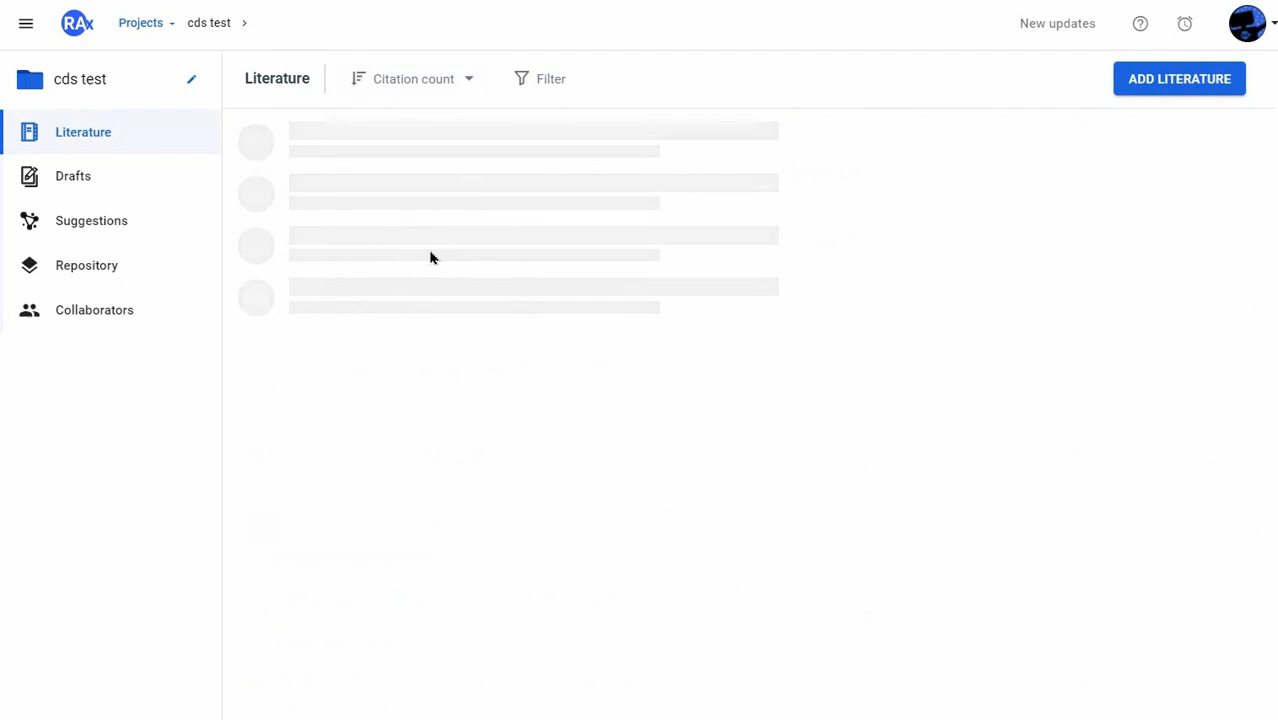 RAx
Projects
cds test
New updates
cds test
Literature
Citation count
Filter
ADD LITERATURE
Literature
Drafts
Suggestions
Repository
Collaborators